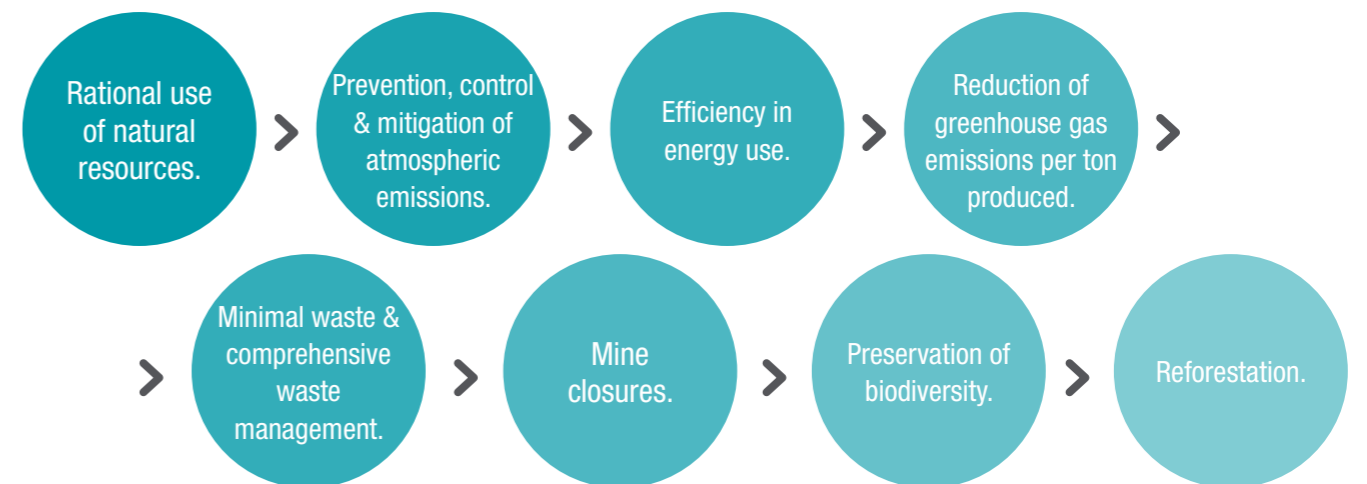 Rational use
of natural
resources.
Prevention, control
& mitigation of
atmospheric
emissions.
Efficiency in
energy use.
Reduction of
greenhouse gas
emissions per ton
produced.
Minimal waste &
comprehensive
waste
management.
Mine
closures.
Preservation of
biodiversity.
Reforestation.